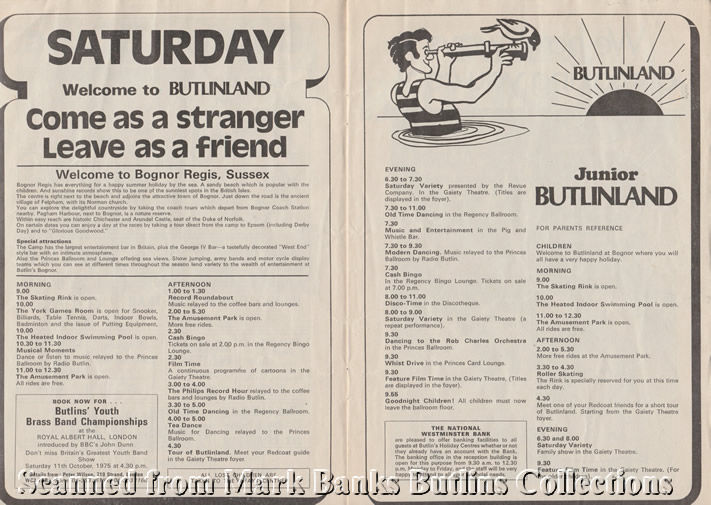 SATURDAY
Welcome to BUTLINLAND
Come as a stranger
Leave as a friend
Welcome to Bognor Regis, Sussex
Bognor Regis has everything for a happy summer holiday by the sea. A sandy beach which is popular with the
children. And sunshine records show this to be one of the sunniest spots in the British Isles.
The centre is right next to the beach and adjoins the attractive town of Bognor. Just down the road is the ancient
village of Felpham, with its Norman church.
You can explore the delightful countryside by taking the coach tours which depart from Bognor Coach Station
nearby. Pagham Harbour, next to Bognor, is a nature reserve.
Within easy reach are historic Chichester and Arundel Castle, seat of the Duke of Norfolk.
On certain dates you can enjoy a day at the races by taking a tour direct from the camp to Epsom (including Derby
Day) and to "Glorious Goodwood."
Special attractions
The Camp has the largest entertainment bar in Britain, plus the George IV Bar—a tastefully decorated "West End"
style bar with an intimate atmosphere.
Also the Princes Ballroom and Lounge offering sea views. Show jumping, army bands and motor cycle display
teams which you can see at different times throughout the season lend variety to the wealth of entertainment at
Butlin's Bognor.
MORNING
9.00
The Skating Rink is open.
10.00
The York Games Room is open for Snooker,
Billiards, Table Tennis, Darts, Indoor Bowls,
Badminton and the issue of Putting Equipment.
10.00
The Heated Indoor Swimming Pool is open.
10.30 to 11.30
Musical Moments
Dance or listen to music relayed to the Princes
Ballroom by Radio Butlin.
11.00 to 12.30
The Amusement Park is open.
All rides are free.
BOOK NOW FOR . . .
Butlins' Youth
Brass Band Championships
at the
ROYAL ALBERT HALL, LONDON
introduced by BBC's John Dunn
Don't miss Britain's Greatest Youth Band
Show
Saturday 11th October, 1975 at 4.30 p.m.
AFTERNOON
1.00 to 1.30
Record Roundabout
Music relayed to the coffee bars and lounges.
2.00 to 5.30
The Amusement Park is open.
More free rides.
2.30
Cash Bingo
Tickets on sale at 2.00 p.m. in the Regency Bingo
Lounge.
2.30
Film Time
A continuous programme of cartoons in the
Gaiety Theatre.
3.00 to 4.00
The Philips Record Hour relayed to the coffee
bars and lounges by Radio Butlin.
3.30 to 5.00
Old Time Dancing in the Regency Ballroom.
4.00 to 5.00
Tea Dance
Music for Dancing relayed to the Princes
Ballroom.
4.30
Tour of Butlinland. Meet your Redcoat guide
in the Gaiety Theatre foyer.
ALL LOST CHILDREN ARE
EVENING
6.30 to 7.30
Saturday Variety presented by the Revue
Company. In the Gaiety Theatre. (Titles are
displayed in the foyer).
7.30 to 11.00
Old Time Dancing in the Regency Ballroom.
7.30
Music and Entertainment in the Pig and
Whistle Bar.
7.30 to 9.30
Modern Dancing. Music relayed to the Princes
Ballroom by Radio Butlin.
7.30
Cash Bingo
In the Regency Bingo Lounge. Tickets on sale
at 7.00 p.m.
8.00 to 11.00
Disco-Time in the Discotheque.
8.00 to 9.00
Saturday Variety in the Gaiety Theatre (a
repeat performance).
9.30
Dancing to the Rob Charles Orchestra
in the Princes Ballroom.
9.30
Whist Drive in the Princes Card Lounge.
9.30
Feature Film Time in the Gaiety Theatre, (Titles
are displayed in the foyer).
9.55
Goodnight Children! All children must now
leave the ballroom floor.
THE NATIONAL
WESTMINSTER BANK
are pleased to offer banking facilities to all
guests at Butlin's Holiday Centres whether or not
they already have an account with the Bank.
The banking office in the reception building is
open for this purpose from 9.30 a.m. to 12.30
BUTLINLAND
Junior
BUTLINLAND
FOR PARENTS REFERENCE
CHILDREN
Welcome to Butlinland at Bognor where you will
all have a very happy holiday.
MORNING
9.00
The Skating Rink is open.
10.00
The Heated Indoor Swimming Pool is open.
11.00 to 12.30
The Amusement Park is open.
All rides are free.
AFTERNOON
2.00 to 5.30
More free rides at the Amusement Park.
3.30 to 4.30
Roller Skating
The Rink is specially reserved for you at this time
each day.
4.30
Meet one of your Redcoat friends for a short tour
of Butlinland. Starting from the Gaiety Theatre
foyer.
EVENING
6.30 and 8.00
Saturday Variety
Family show in the Gaiety Theatre.
9.30
Feature Film Time in the Gaiety Theatre, (For
Scanned from Mark Banks Butlins Collections